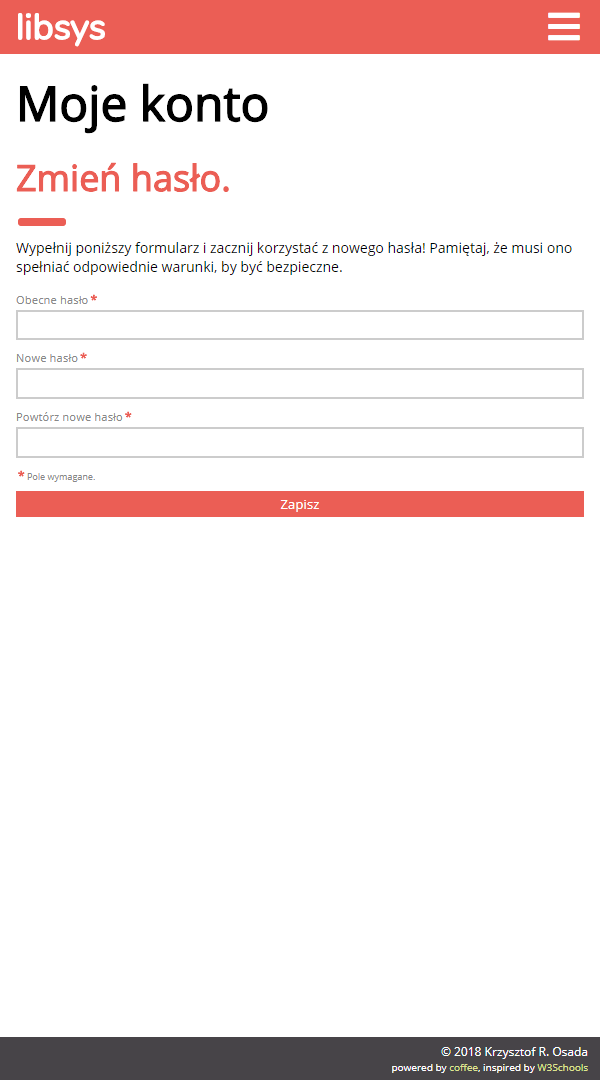 libsys
Moje konto
Zmień hasło.
Wypełnij poniższy formularz i zacznij korzystać z nowego hasła! Pamiętaj, że musi ono
spełniać odpowiednie warunki, by być bezpieczne.
Obecne hasło *
Nowe hasło *
Powtórz nowe hasło *
* Pole wymagane.
Zapisz
© 2018 Krzysztof R. Osada
powered by coffee, inspired by W3Schools